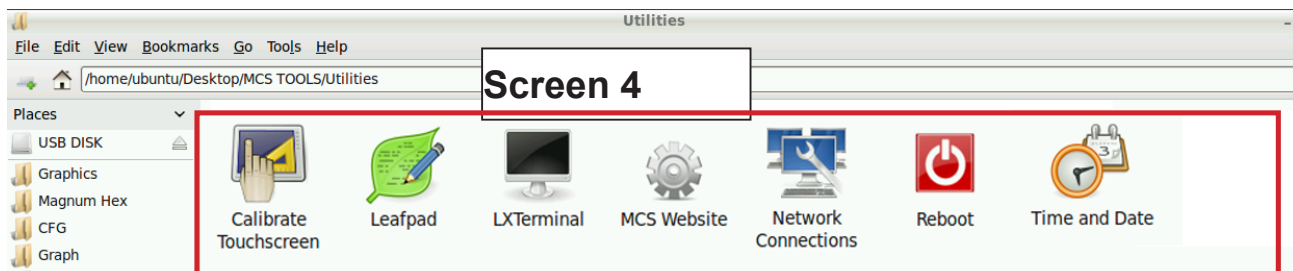 Utilities
File Edit View Bookmarks Go Tools Help
/home/ubuntu/Desktop/MCS TOOLS/Utilities
Screen 4
Places
USB DISK
Graphics
Magnum Hex
CFG
Graph
Calibrate Touchscreen
Leafpad
LXTerminal
MCS Website
Network Connections
Reboot
Time and Date